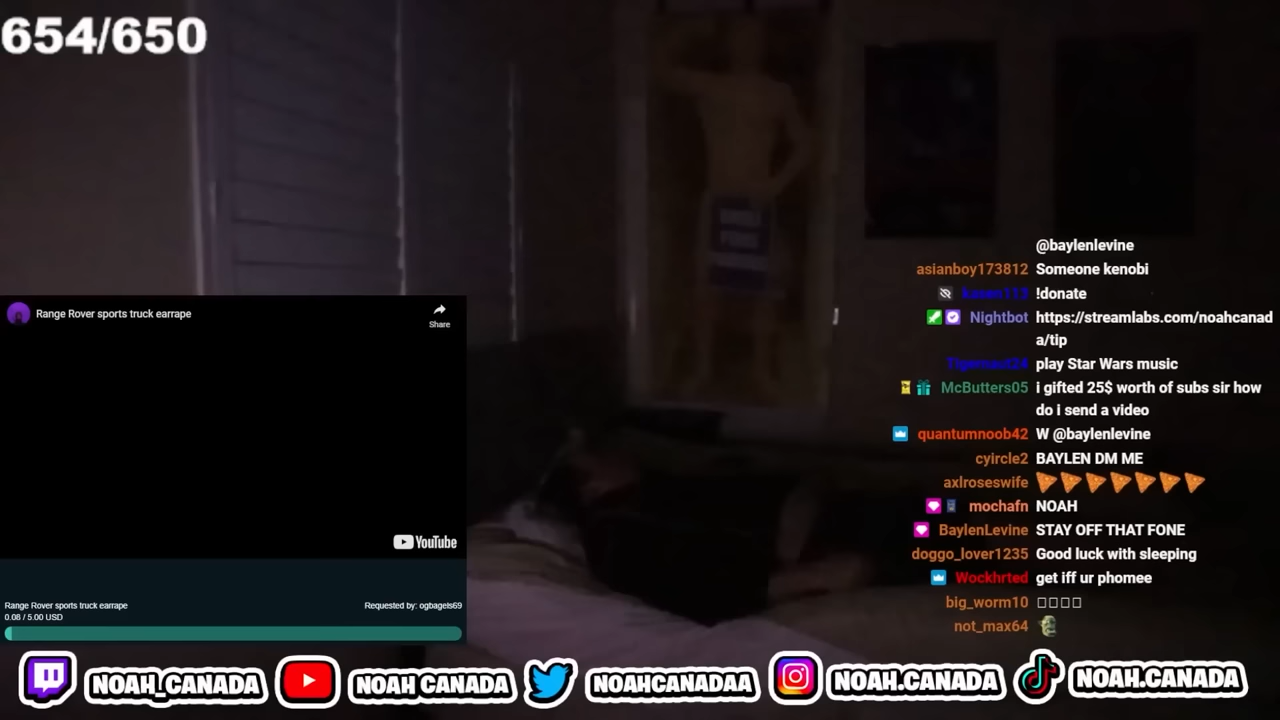 654/650
Range Rover sports truck earrape
Share
YouTube
Range Rover sports truck earrape
Requested by: ogbagels69
0.08 / 5.00 USD
@baylenlevine
asianboy173812 Someone kenobi
!donate
Nightbot https://streamlabs.com/noahcanad
a/tip
play Star Wars music
McButters05 i gifted 25$ worth of subs sir how
do i send a video
quantumnoob42 W @baylenlevine
cyircle2 BAYLEN DM ME
axlroseswife
mochafn NOAH
BaylenLevine STAY OFF THAT FONE
doggo_lover1235 Good luck with sleeping
Wockhrted get iff ur phomee
big_worm10 □□□□
not_max64
NOAH_CANADA
NOAH CANADA
NOAHCANADAA
NOAH.CANADA
NOAH.CANADA